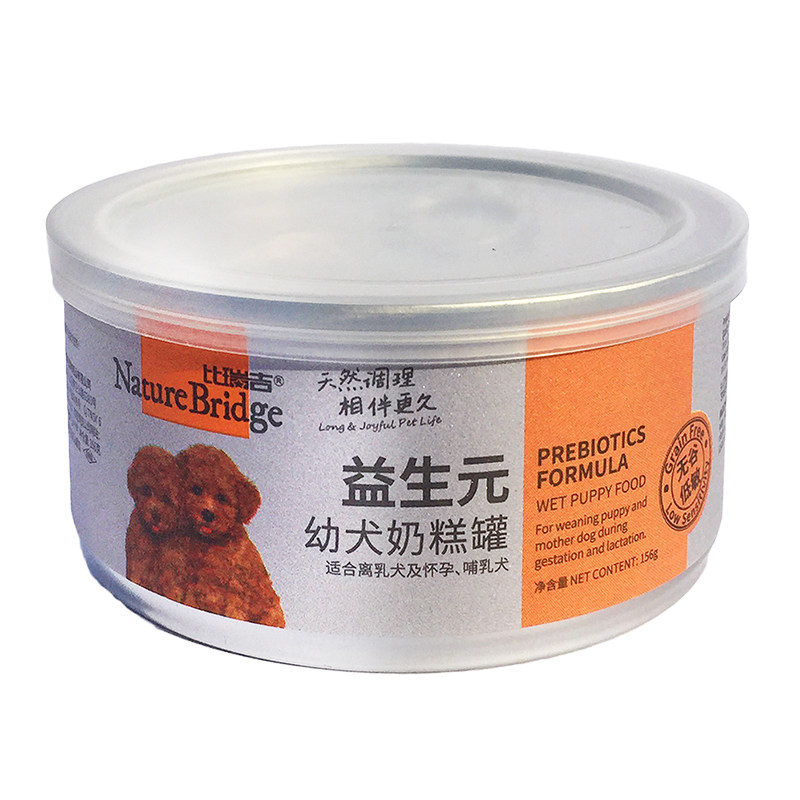 比瑞吉®
Nature Bridge
天然调理
相伴更久
Long & Joyful Pet Life
益生元
幼犬奶糕罐
适合离乳犬及怀孕、哺乳犬
PREBIOTICS
FORMULA
WET PUPPY FOOD
For weaning puppy and
mother dog during
gestation and lactation.
净含量 NET CONTENT: 156g
Grain Free
无谷
低敏
Low Sensitivity